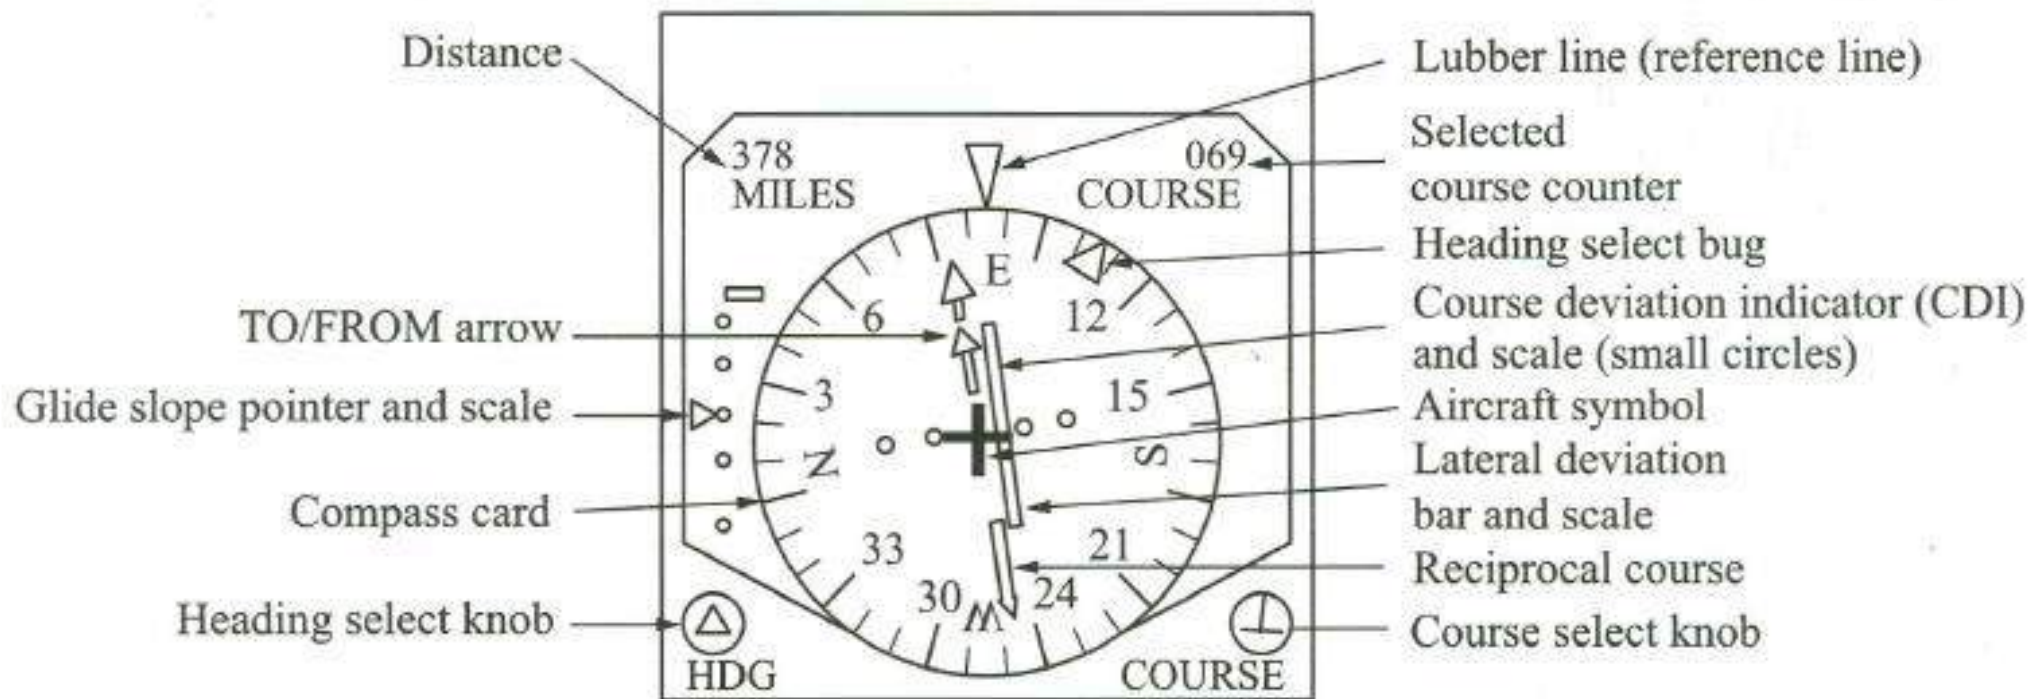 Distance
TO/FROM arrow
Glide slope pointer and scale
Compass card
Heading select knob
378
MILES
069
COURSE
E
12
15
S
21
24
W
30
33
N
3
6
HDG
COURSE
Lubber line (reference line)
Selected
course counter
Heading select bug
Course deviation indicator (CDI)
and scale (small circles)
Aircraft symbol
Lateral deviation
bar and scale
Reciprocal course
Course select knob